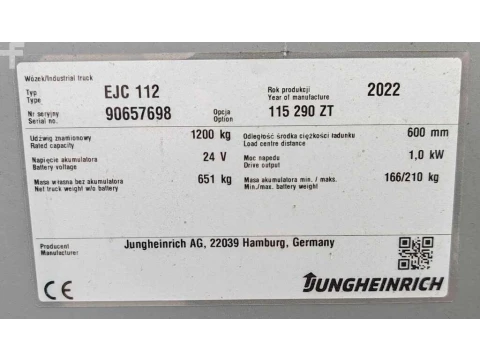 Wózek/Industrial truck
Typ EJC 112 Rok produkcji 2022
Type Year of manufacture
Nr seryjny 90657698 Opcja 115 290 ZT
Serial no. Option
Udźwig znamionowy 1200 kg Odległość środka ciężkości ładunku 600 mm
Rated capacity Load centre distance
Napięcie akumulatora 24 V Moc napędu 1,0 kW
Battery voltage Drive output
Masa własna bez akumulatora 651 kg Masa akumulatora min. / maks. 166/210 kg
Net truck weight w/o battery Min./max. battery weight
Producent Jungheinrich AG, 22039 Hamburg, Germany
Manufacturer
CE JUNGHEINRICH